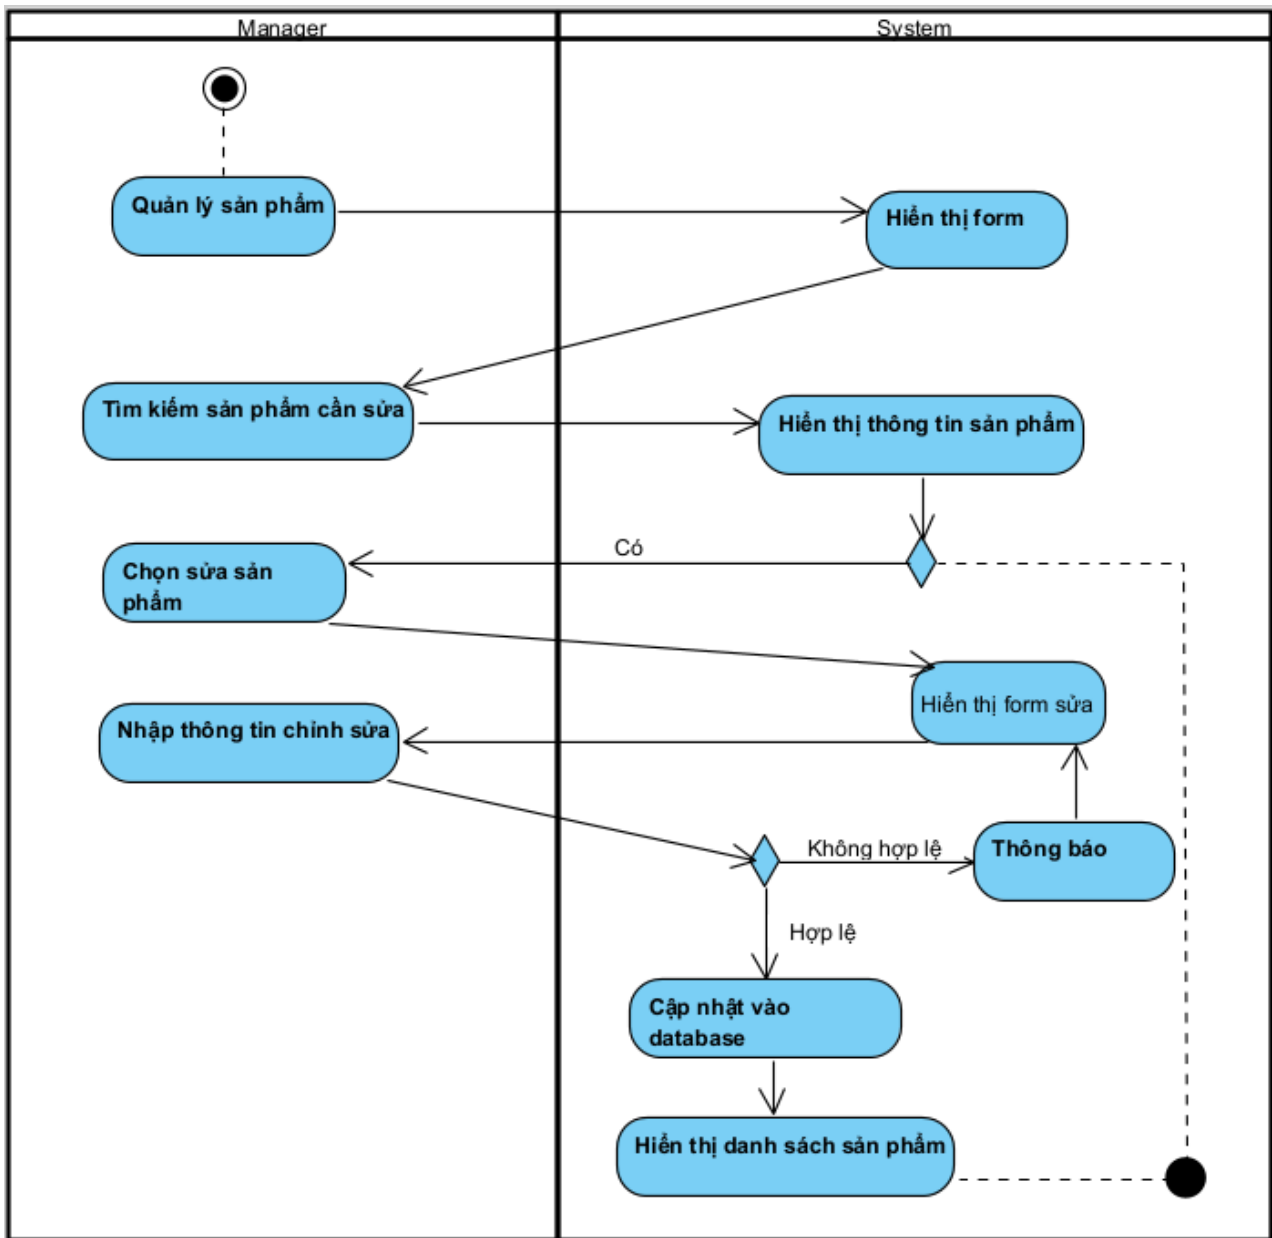 Manager
System
Quản lý sản phẩm
Hiển thị form
Tìm kiếm sản phẩm cần sửa
Hiển thị thông tin sản phẩm
Có
Chọn sửa sản
phẩm
Hiển thị form sửa
Nhập thông tin chỉnh sửa
Không hợp lệ
Thông báo
Hợp lệ
Cập nhật vào
database
Hiển thị danh sách sản phẩm